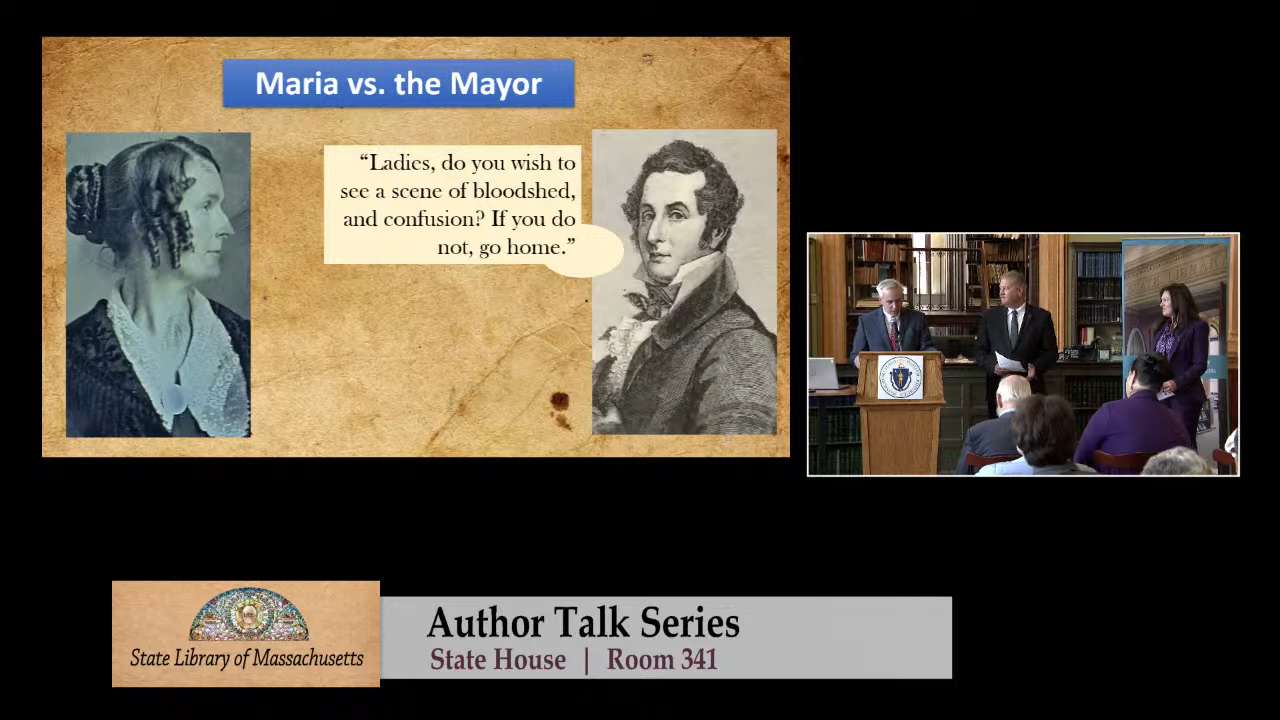 Maria vs. the Mayor
“Ladies, do you wish to
see a scene of bloodshed,
and confusion? If you do
not, go home.”
Author Talk Series
State House | Room 341
State Library of Massachusetts